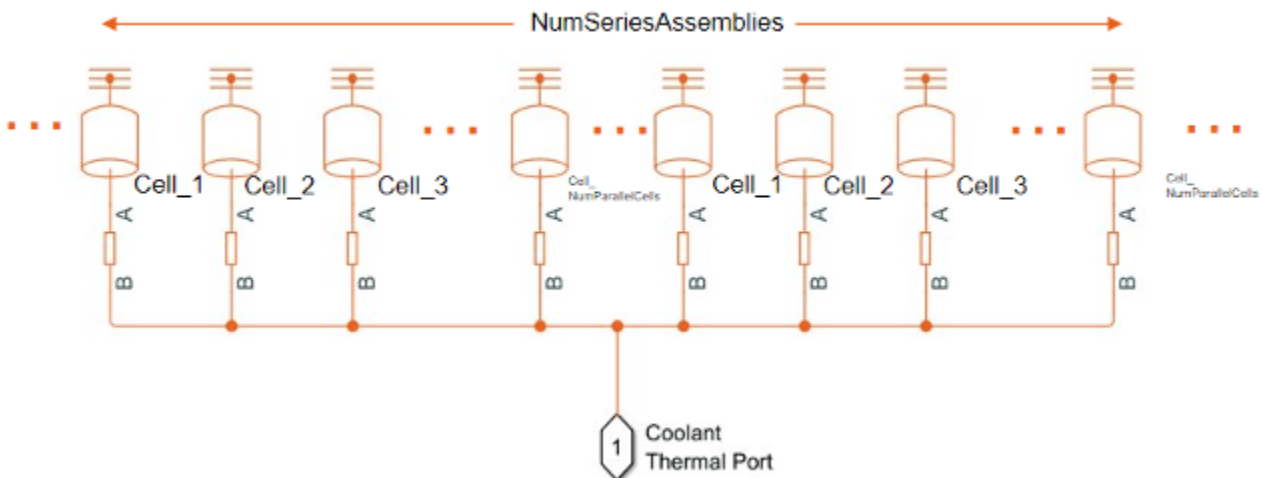 NumSeriesAssemblies
Cell_1
Cell_2
Cell_3
Cell_
NumParallelCells
Cell_1
Cell_2
Cell_3
Cell_
NumParallelCells
A
A
A
A
A
A
A
A
B
B
B
B
B
B
B
B
1
Coolant
Thermal Port